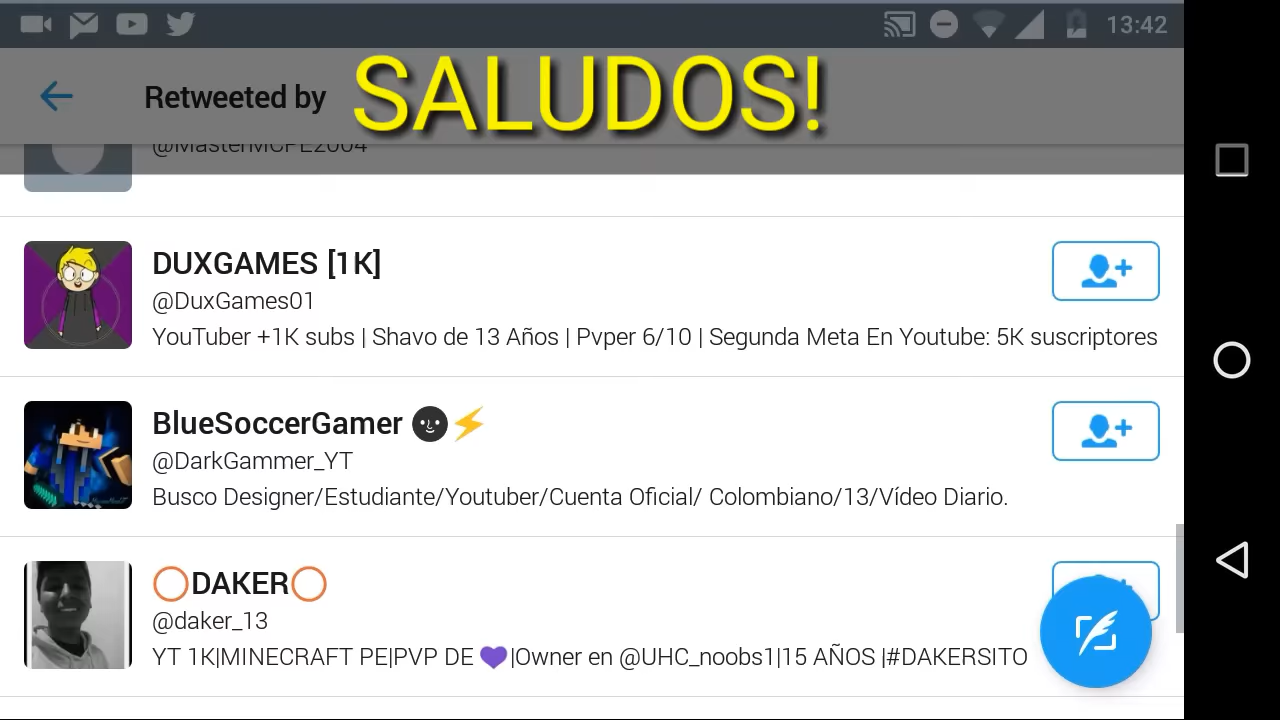 13:42
Retweeted by
SALUDOS!
@MasterMCPE2004
DUXGAMES [1K]
@DuxGames01
YouTuber +1K subs | Shavo de 13 Años | Pvper 6/10 | Segunda Meta En Youtube: 5K suscriptores
BlueSoccerGamer 🌚⚡
@DarkGammer_YT
Busco Designer/Estudiante/Youtuber/Cuenta Oficial/ Colombiano/13/Vídeo Diario.
⭕DAKER⭕
@daker_13
YT 1K|MINECRAFT PE|PVP DE 💜|Owner en @UHC_noobs1|15 AÑOS |#DAKERSITO